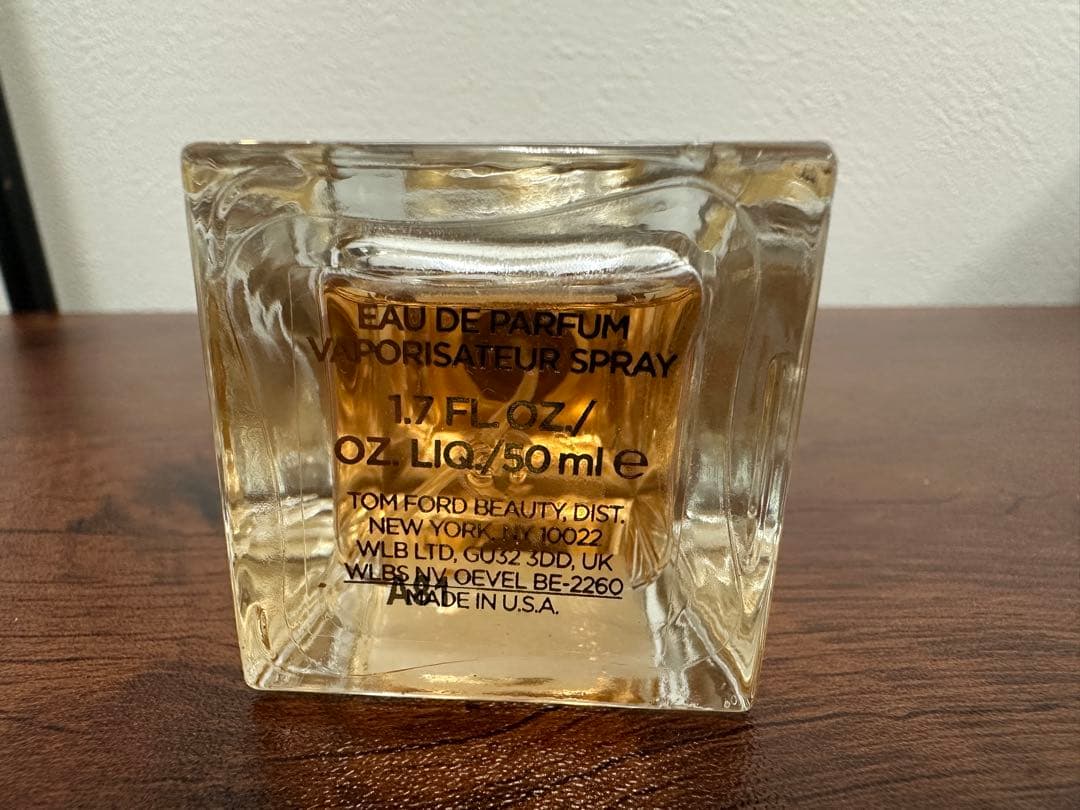 EAU DE PARFUM
VAPORISATEUR SPRAY
1.7 FL OZ./
OZ. LIQ./50 ml e
TOM FORD BEAUTY, DIST.
NEW YORK, NY 10022
WLB LTD, GU32 3DD, UK
WLBS NV, OEVEL BE-2260
MADE IN U.S.A.
A81